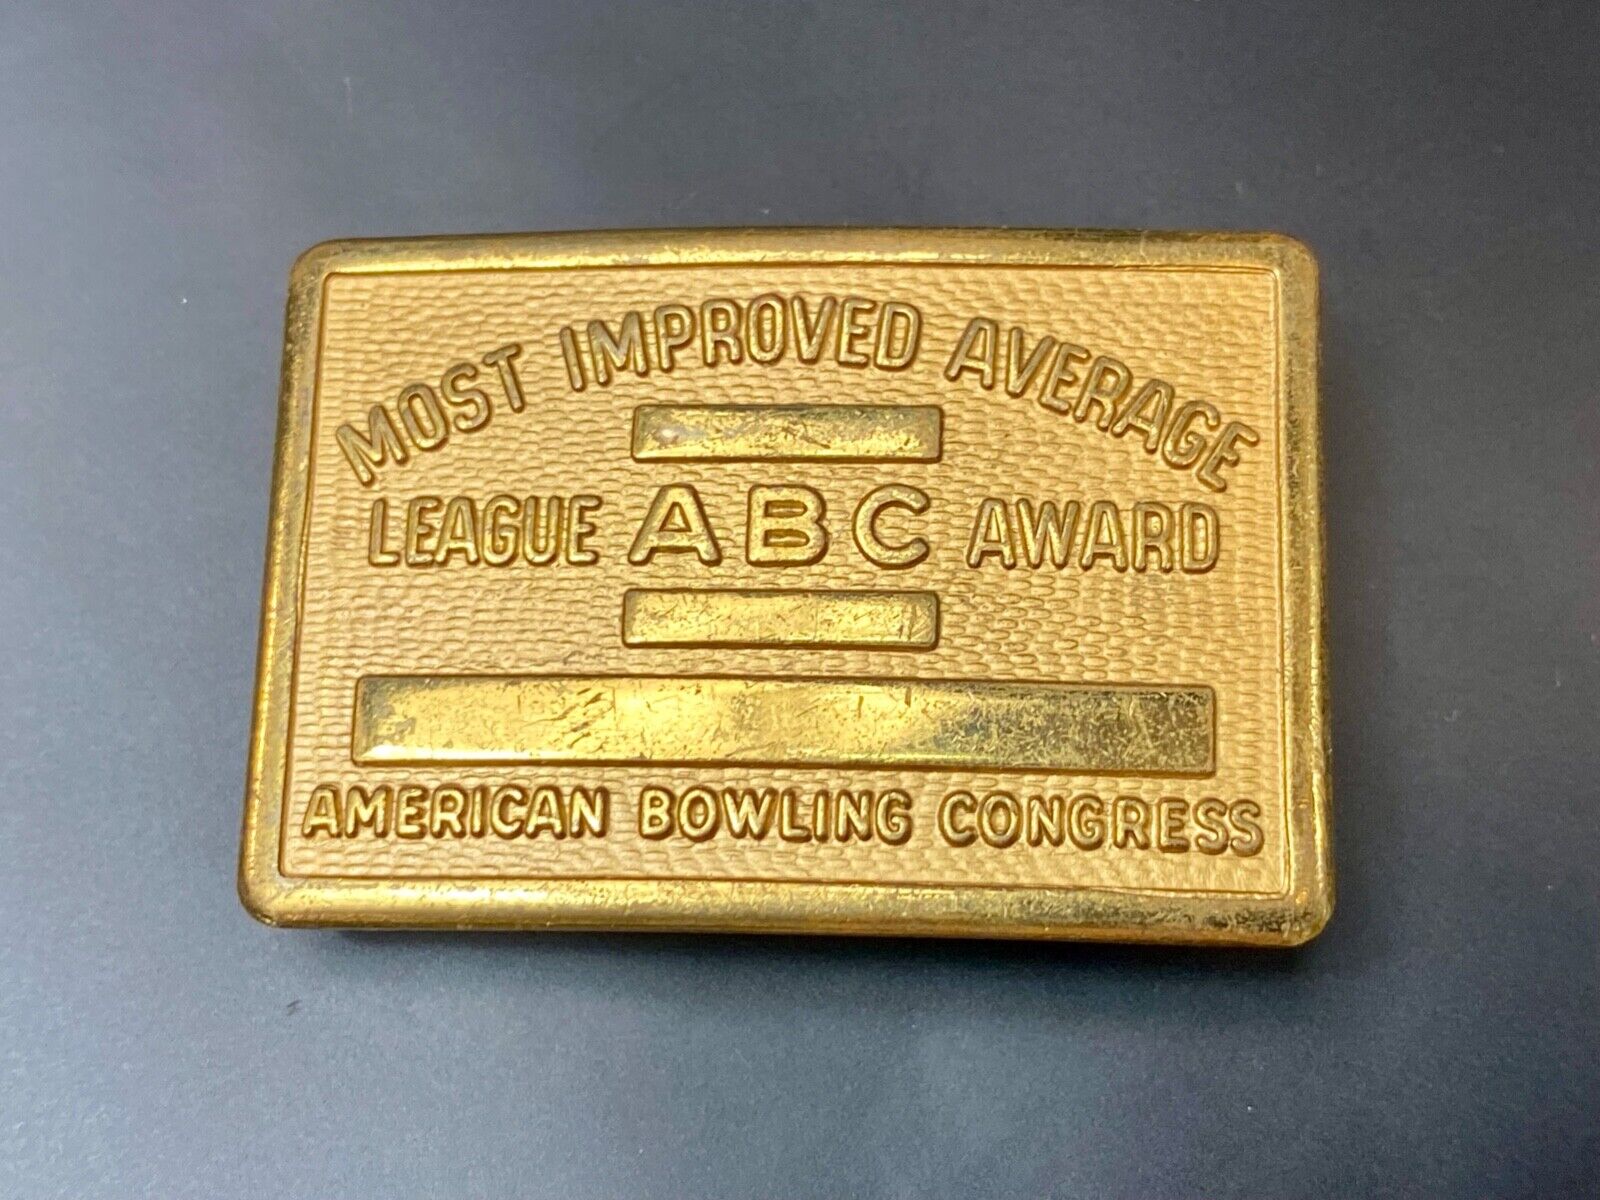 MOST IMPROVED AVERAGE
LEAGUE ABC AWARD
AMERICAN BOWLING CONGRESS